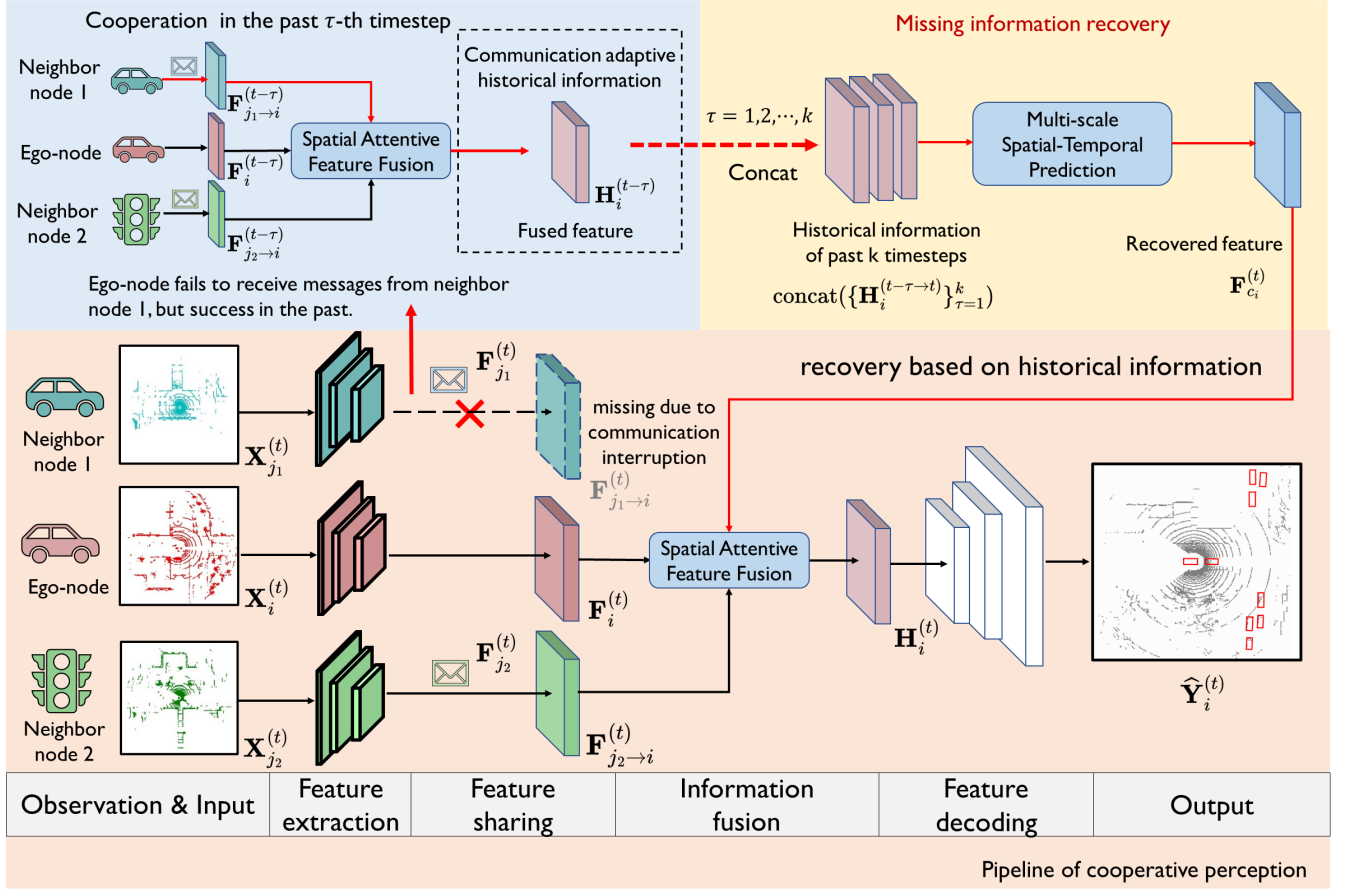 Cooperation in the past τ-th timestep
Neighbor
node 1
F_{j_1→i}^{(t−τ)}
Ego-node
F_i^{(t−τ)}
Neighbor
node 2
F_{j_2→i}^{(t−τ)}
Spatial Attentive
Feature Fusion
Communication adaptive
historical information
H_i^{(t−τ)}
Fused feature
Ego-node fails to receive messages from neighbor
node 1, but success in the past.
Missing information recovery
τ = 1,2,⋯,k
Concat
Historical information
of past k timesteps
concat({H_i^{(t−τ→t)}}_{τ=1}^k)
Multi-scale
Spatial-Temporal
Prediction
Recovered feature
F_{c_i}^{(t)}
recovery based on historical information
Neighbor
node 1
X_{j_1}^{(t)}
F_{j_1}^{(t)}
missing due to
communication
interruption
F_{j_1→i}^{(t)}
Ego-node
X_i^{(t)}
F_i^{(t)}
Spatial Attentive
Feature Fusion
H_i^{(t)}
Ŷ_i^{(t)}
Neighbor
node 2
X_{j_2}^{(t)}
F_{j_2}^{(t)}
F_{j_2→i}^{(t)}
Observation & Input
Feature
extraction
Feature
sharing
Information
fusion
Feature
decoding
Output
Pipeline of cooperative perception